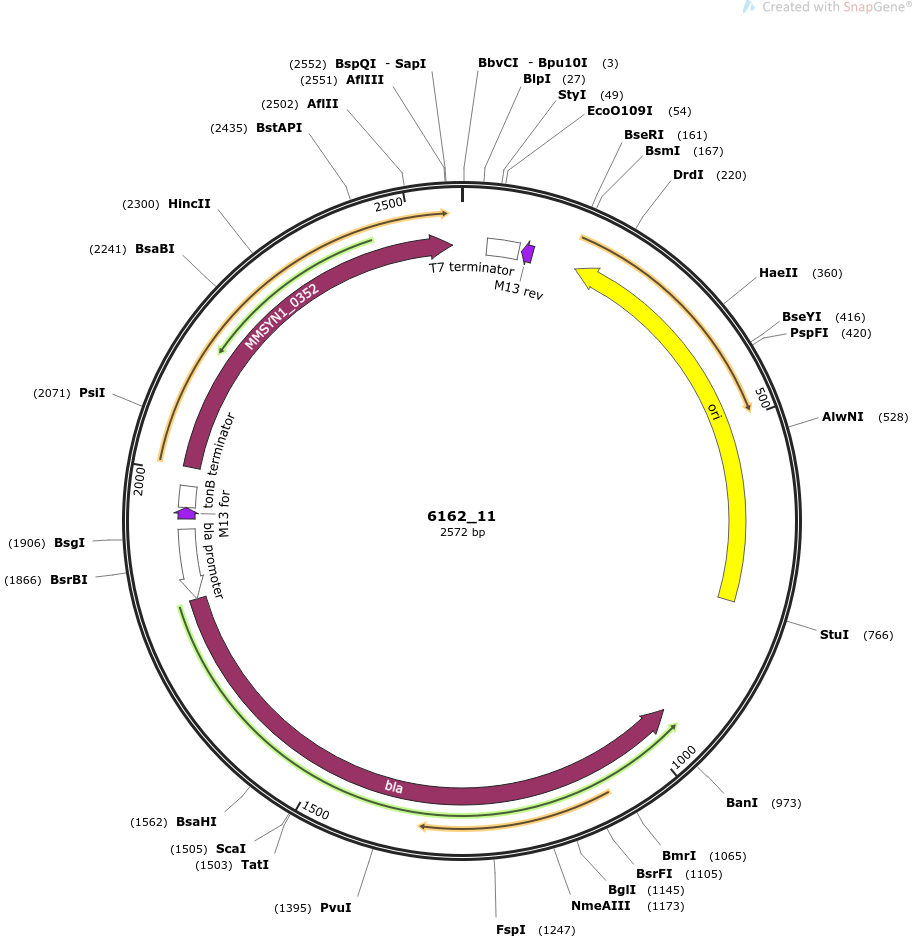 Created with SnapGene®
(2552) BspQI - SapI
(2551) AflIII
(2502) AflII
(2435) BstAPI
(2300) HincII
(2241) BsaBI
(2071) PsiI
(1906) BsgI
(1866) BsrBI
(1562) BsaHI
(1505) ScaI
(1503) TatI
(1395) PvuI
BbvCI - Bpu10I (3)
BlpI (27)
StyI (49)
EcoO109I (54)
BseRI (161)
BsmI (167)
DrdI (220)
HaeII (360)
BseYI (416)
PspFI (420)
AlwNI (528)
StuI (766)
BanI (973)
BmrI (1065)
BsrFI (1105)
BglI (1145)
NmeAIII (1173)
FspI (1247)
2500
500
1000
1500
2000
T7 terminator
M13 rev
ori
MMSYN1_0352
tonB terminator
M13 for
bla promoter
bla
6162_11
2572 bp